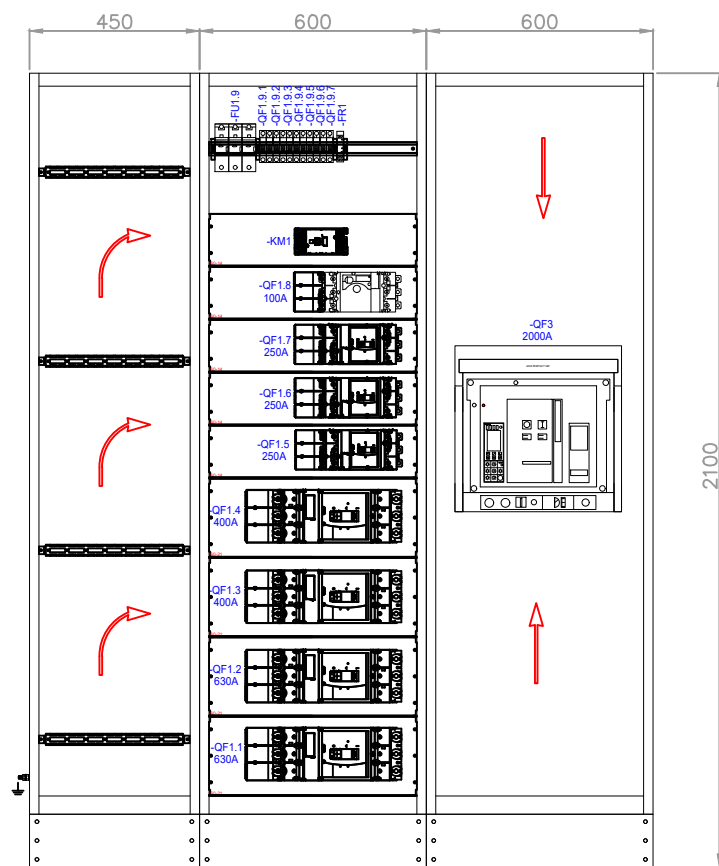 450
600
600
-FU1.9
-QF1.9.1
-QF1.9.2
-QF1.9.3
-QF1.9.4
-QF1.9.5
-QF1.9.6
-QF1.9.7
-FR1
-KM1
-QF1.8
100A
-QF1.7
250A
-QF1.6
250A
-QF1.5
250A
-QF1.4
400A
-QF1.3
400A
-QF1.2
630A
-QF1.1
630A
-QF3
2000A
2100